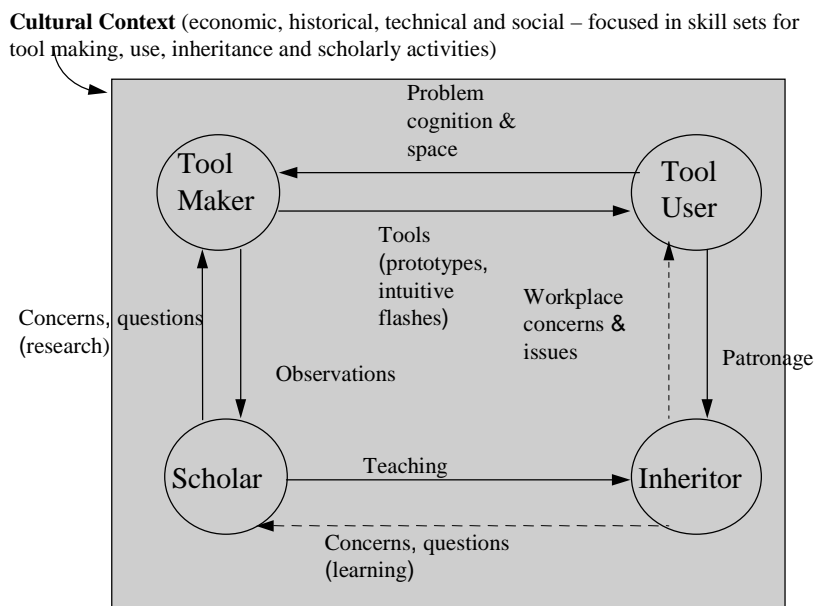 Cultural Context (economic, historical, technical and social – focused in skill sets for
tool making, use, inheritance and scholarly activities)
Problem
cognition &
space
Tool
Maker
Tool
User
Tools
(prototypes,
intuitive
flashes)
Workplace
concerns &
issues
Concerns, questions
(research)
Observations
Patronage
Scholar
Teaching
Inheritor
Concerns, questions
(learning)